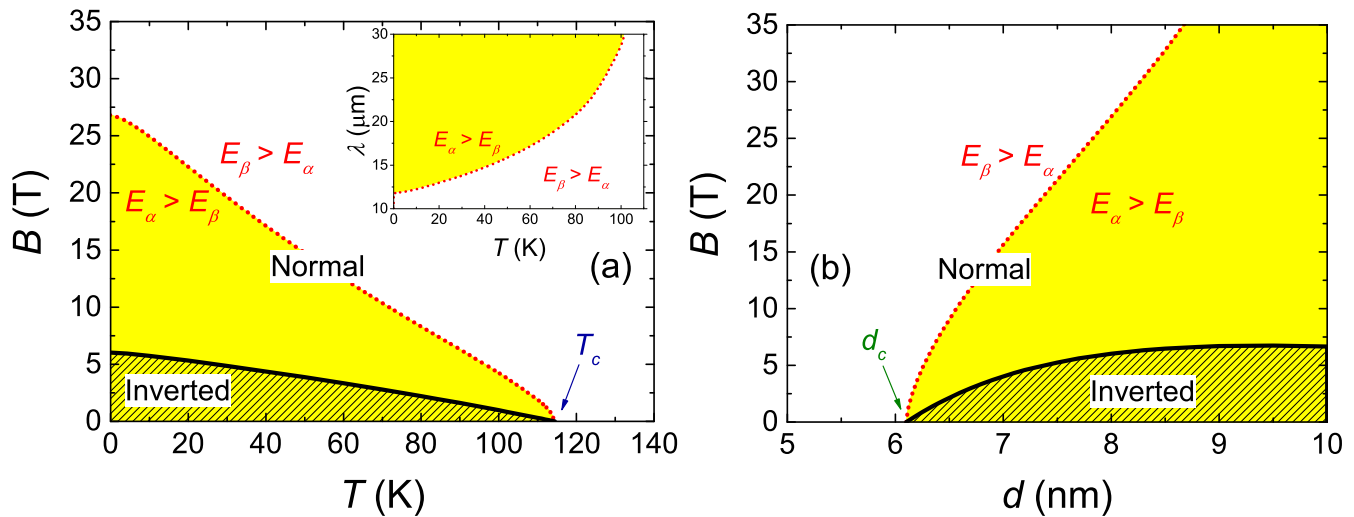 35
30
25
20
15
10
5
0
B (T)
0 20 40 60 80 100 120 140
T (K)
E_β > E_α
E_α > E_β
Normal
Inverted
(a)
T_c
30
25
20
15
10
λ (μm)
0 20 40 60 80 100
T (K)
E_α > E_β
E_β > E_α
35
30
25
20
15
10
5
0
B (T)
5 6 7 8 9 10
d (nm)
E_β > E_α
E_α > E_β
(b)
Normal
d_c
Inverted